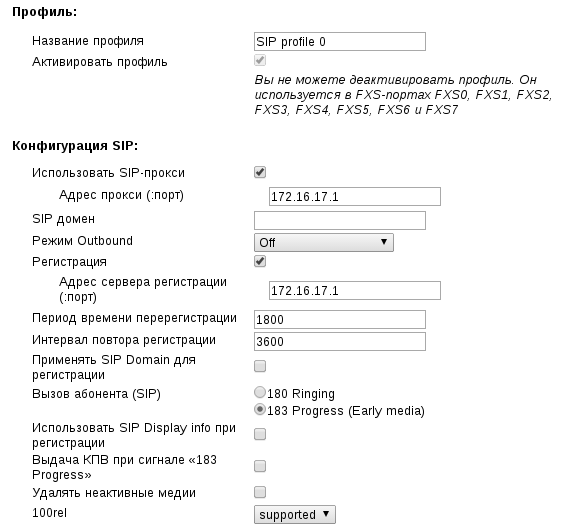 Профиль:
Название профиля SIP profile 0
Активировать профиль
Вы не можете деактивировать профиль. Он
используется в FXS-портах FXS0, FXS1, FXS2,
FXS3, FXS4, FXS5, FXS6 и FXS7
Конфигурация SIP:
Использовать SIP-прокси
Адрес прокси (:порт) 172.16.17.1
SIP домен
Режим Outbound Off
Регистрация
Адрес сервера регистрации
(:порт) 172.16.17.1
Период времени перерегистрации 1800
Интервал повтора регистрации 3600
Применять SIP Domain для
регистрации
Вызов абонента (SIP) 180 Ringing
183 Progress (Early media)
Использовать SIP Display info при
регистрации
Выдача КПВ при сигнале «183
Progress»
Удалять неактивные медии
100rel supported